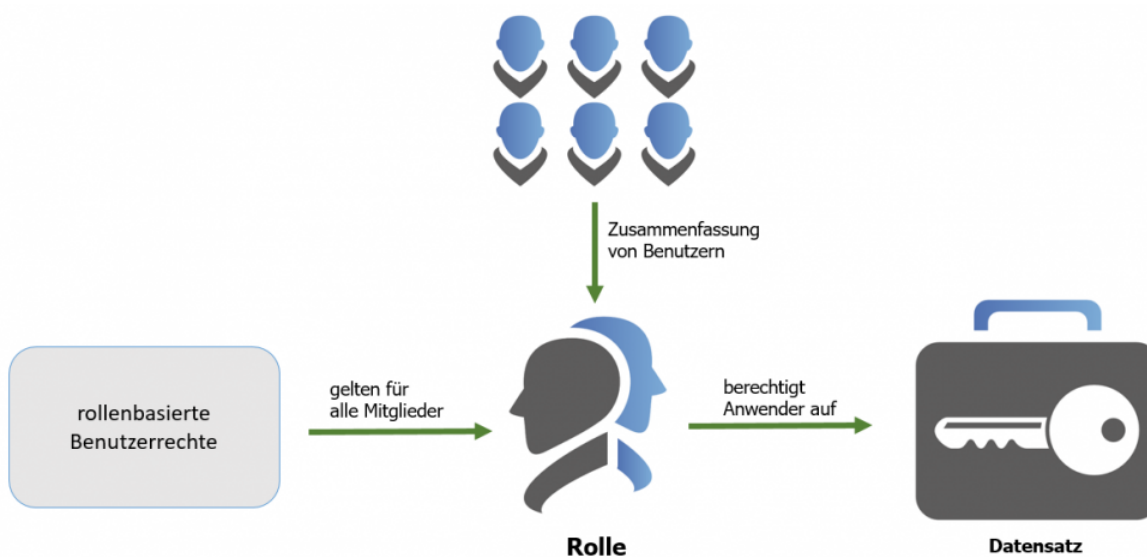 Zusammenfassung
von Benutzern
rollenbasierte
Benutzerrechte
gelten für
alle Mitglieder
berechtigt
Anwender auf
Rolle
Datensatz